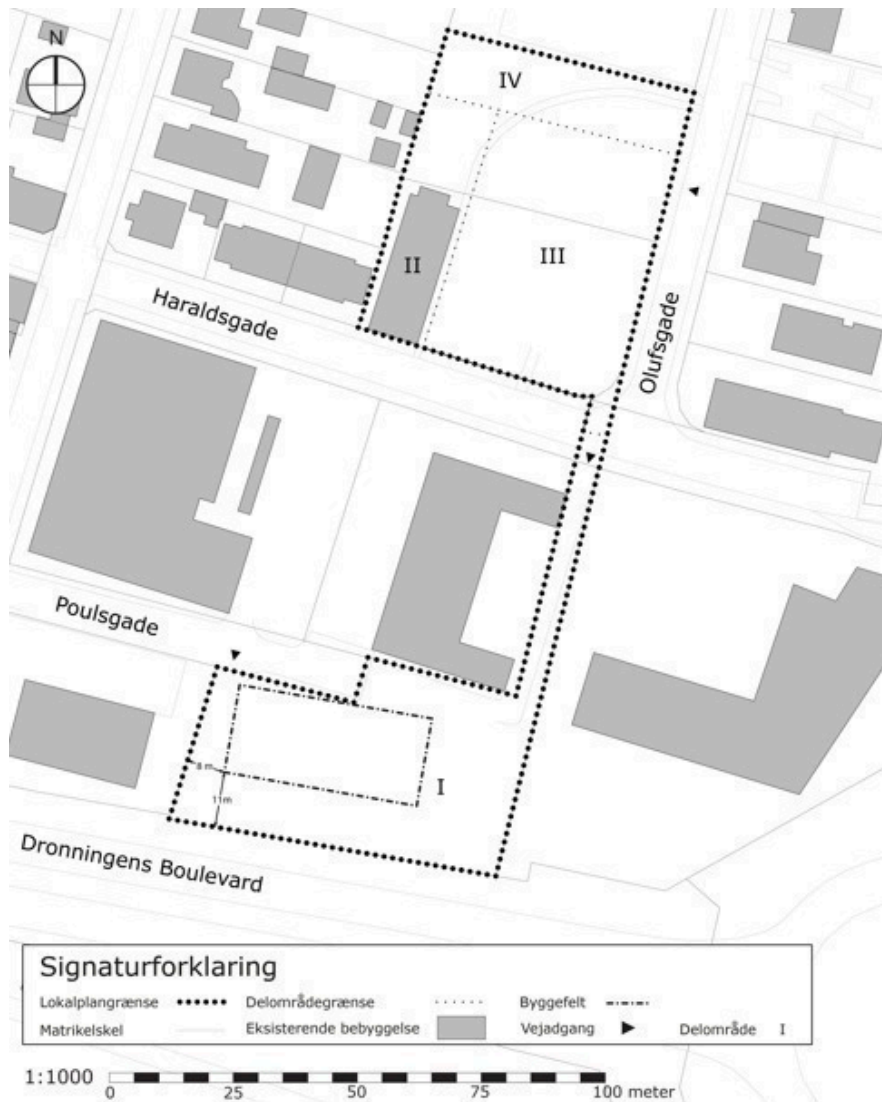 N
IV
II
III
Haraldsgade
Olufsgade
Poulsgade
8 m
11m
I
Dronningens Boulevard
Signaturforklaring
Lokalplangrænse Delområdegrænse Byggefelt
Matrikelskel Eksisterende bebyggelse Vejadgang Delområde I
1:1000
0 25 50 75 100 meter